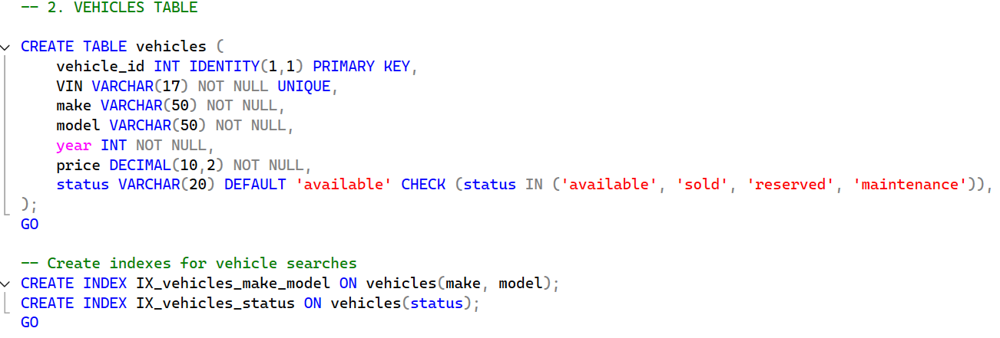 -- 2. VEHICLES TABLE
CREATE TABLE vehicles (
vehicle_id INT IDENTITY(1,1) PRIMARY KEY,
VIN VARCHAR(17) NOT NULL UNIQUE,
make VARCHAR(50) NOT NULL,
model VARCHAR(50) NOT NULL,
year INT NOT NULL,
price DECIMAL(10,2) NOT NULL,
status VARCHAR(20) DEFAULT 'available' CHECK (status IN ('available', 'sold', 'reserved', 'maintenance')),
);
GO
-- Create indexes for vehicle searches
CREATE INDEX IX_vehicles_make_model ON vehicles(make, model);
CREATE INDEX IX_vehicles_status ON vehicles(status);
GO